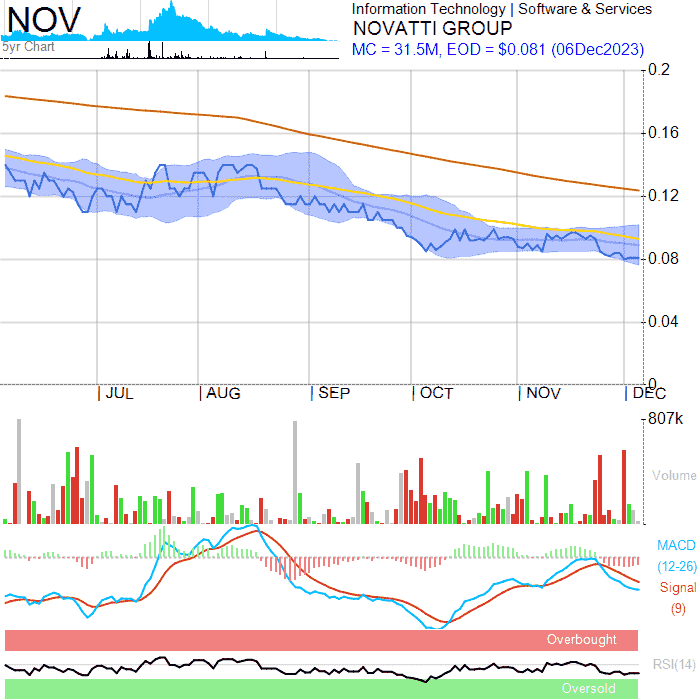 NOV
5yr Chart
Information Technology | Software & Services
NOVATTI GROUP
MC = 31.5M, EOD = $0.081 (06Dec2023)
0.2
0.16
0.12
0.08
0.04
0
JUL
AUG
SEP
OCT
NOV
DEC
807k
Volume
MACD
(12-26)
Signal
(9)
Overbought
RSI(14)
Oversold